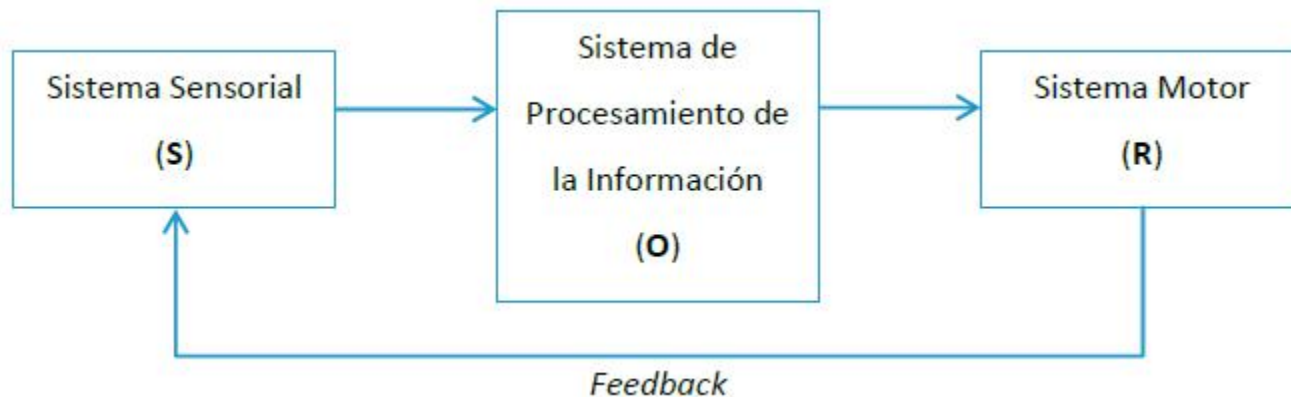 Sistema Sensorial
(S)
Sistema de
Procesamiento de
la Información
(O)
Sistema Motor
(R)
Feedback